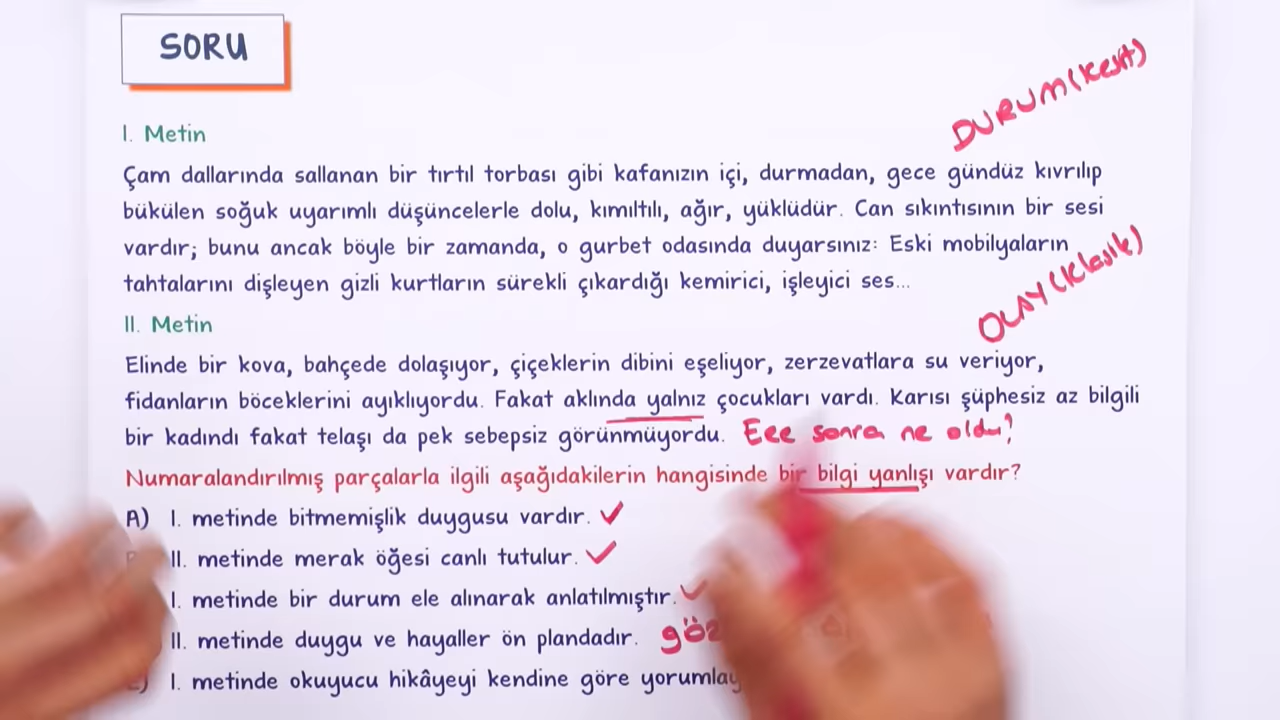 SORU
DURUM (Kesit)
I. Metin
Çam dallarında sallanan bir tırtıl torbası gibi kafanızın içi, durmadan, gece gündüz kıvrılıp
bükülen soğuk uyarımlı düşüncelerle dolu, kımıltılı, ağır, yüklüdür. Can sıkıntısının bir sesi
vardır; bunu ancak böyle bir zamanda, o gurbet odasında duyarsınız: Eski mobilyaların
tahtalarını dişleyen gizli kurtların sürekli çıkardığı kemirici, işleyici ses...
OLAY (Klasik)
II. Metin
Elinde bir kova, bahçede dolaşıyor, çiçeklerin dibini eşeliyor, zerzevatlara su veriyor,
fidanların böceklerini ayıklıyordu. Fakat aklında yalnız çocukları vardı. Karısı şüphesiz az bilgili
bir kadındı fakat telaşı da pek sebepsiz görünmüyordu. Eee sonra ne oldu?
Numaralandırılmış parçalarla ilgili aşağıdakilerin hangisinde bir bilgi yanlışı vardır?
A) I. metinde bitmemişlik duygusu vardır.
II. metinde merak öğesi canlı tutulur.
I. metinde bir durum ele alınarak anlatılmıştır.
II. metinde duygu ve hayaller ön plandadır.
I. metinde okuyucu hikâyeyi kendine göre